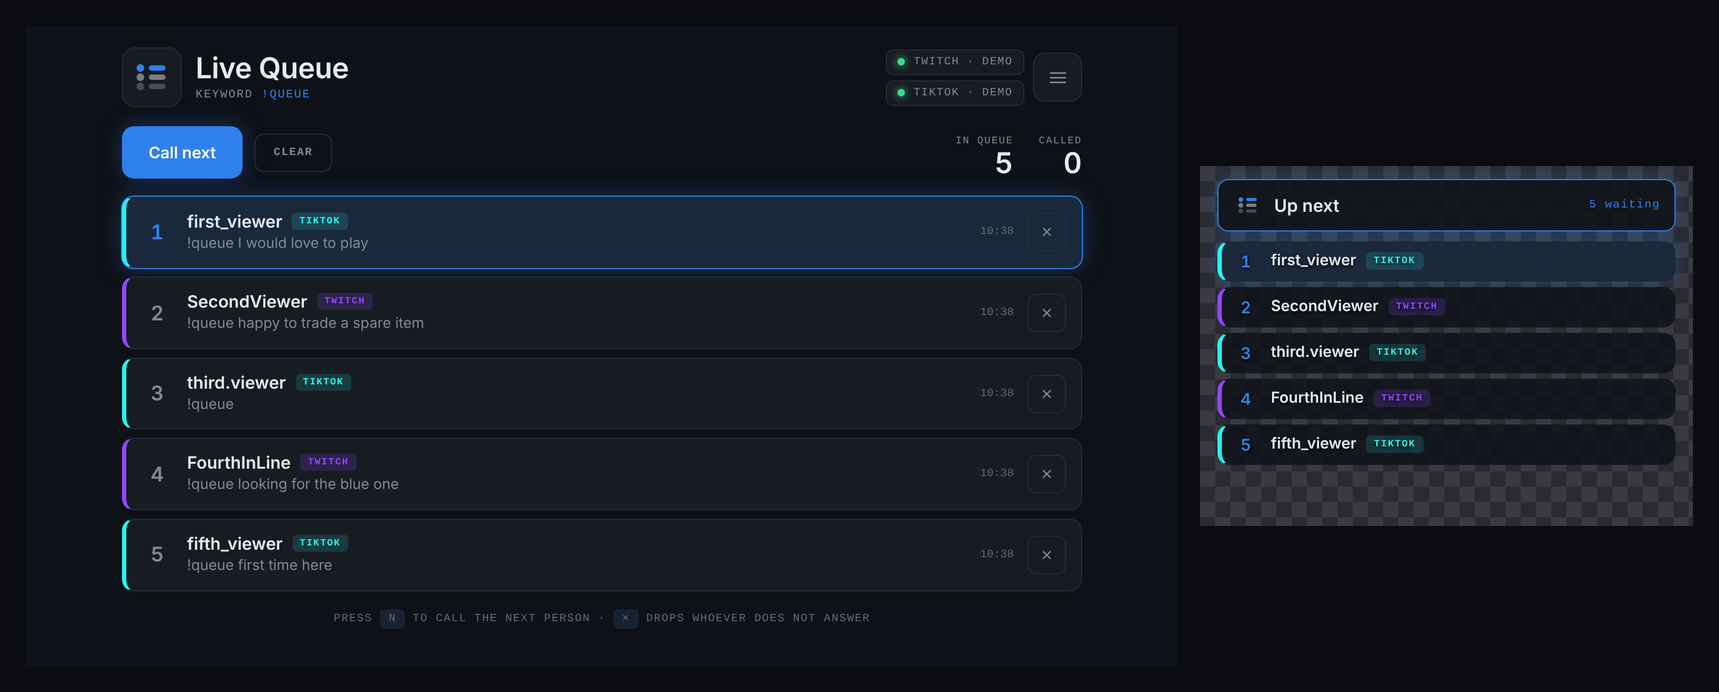 Live Queue
KEYWORD !QUEUE
TWITCH · DEMO
TIKTOK · DEMO
Call next
CLEAR
IN QUEUE
5
CALLED
0
1
first_viewer TIKTOK
!queue I would love to play
10:38 ×
2
SecondViewer TWITCH
!queue happy to trade a spare item
10:38 ×
3
third.viewer TIKTOK
!queue
10:38 ×
4
FourthInLine TWITCH
!queue looking for the blue one
10:38 ×
5
fifth_viewer TIKTOK
!queue first time here
10:38 ×
PRESS N TO CALL THE NEXT PERSON · × DROPS WHOEVER DOES NOT ANSWER
Up next 5 waiting
1 first_viewer TIKTOK
2 SecondViewer TWITCH
3 third.viewer TIKTOK
4 FourthInLine TWITCH
5 fifth_viewer TIKTOK